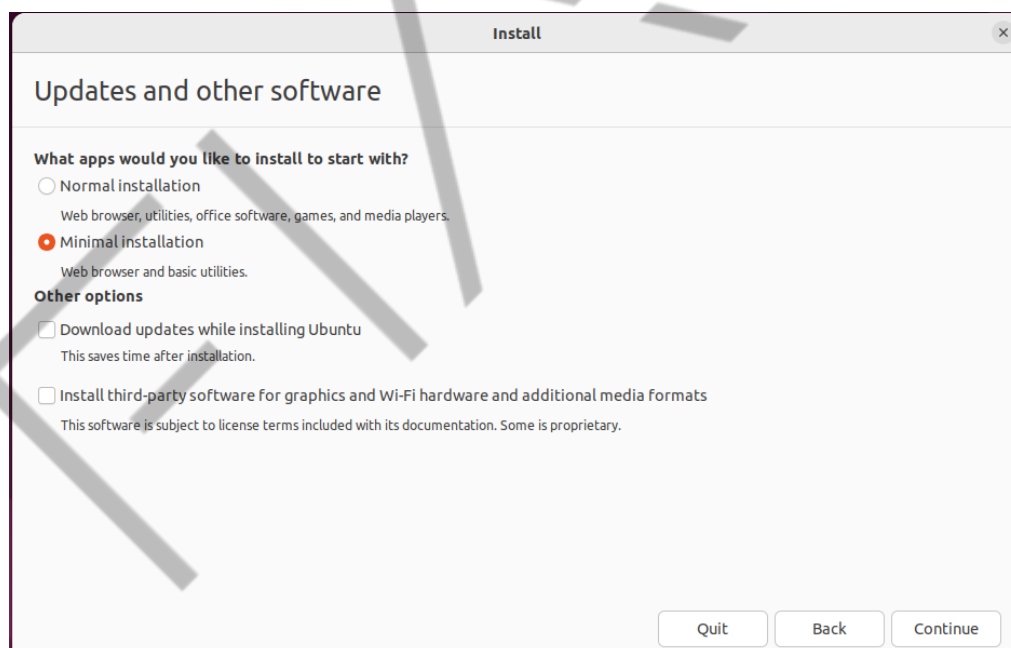 Install
Updates and other software
What apps would you like to install to start with?
Normal installation
Web browser, utilities, office software, games, and media players.
Minimal installation
Web browser and basic utilities.
Other options
Download updates while installing Ubuntu
This saves time after installation.
Install third-party software for graphics and Wi-Fi hardware and additional media formats
This software is subject to license terms included with its documentation. Some is proprietary.
Quit Back Continue